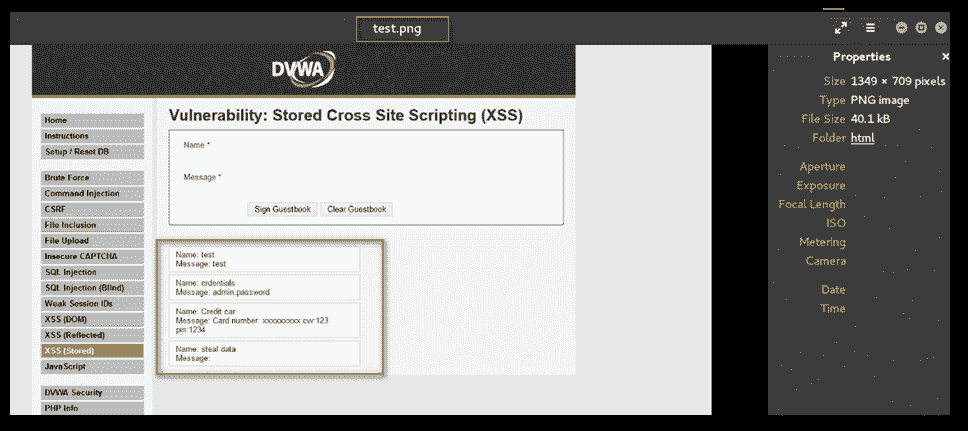 test.png
DVWA
Vulnerability: Stored Cross Site Scripting (XSS)
Name *
Message *
Sign Guestbook
Clear Guestbook
Home
Instructions
Setup / Reset DB
Brute Force
Command Injection
CSRF
File Inclusion
File Upload
Insecure CAPTCHA
SQL Injection
SQL Injection (Blind)
Weak Session IDs
XSS (DOM)
XSS (Reflected)
XSS (Stored)
JavaScript
DVWA Security
PHP Info
Name: test
Message: test
Name: crdentials
Message: admin:password
Name: Credit car
Message: Card number: xxxxxxxxx cvv:123
pin:1234
Name: steal data
Message:
Properties
Size 1349 × 709 pixels
Type PNG image
File Size 40.1 kB
Folder html
Aperture
Exposure
Focal Length
ISO
Metering
Camera
Date
Time